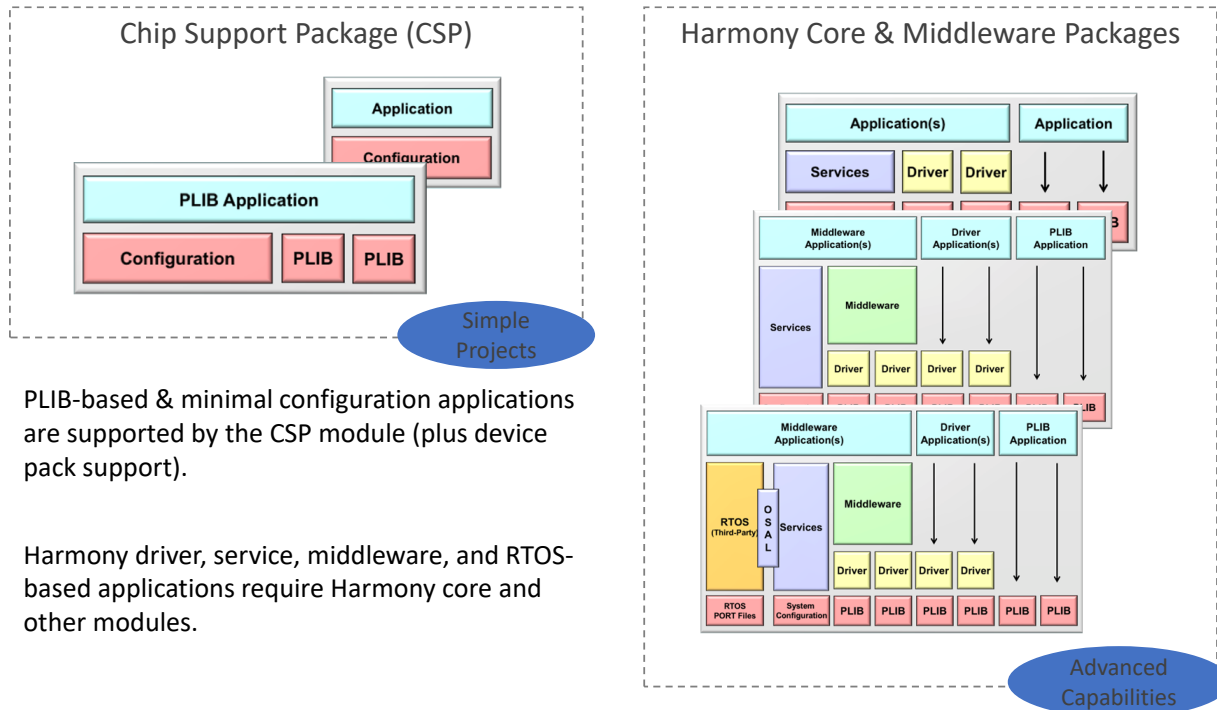 Chip Support Package (CSP)
Application
Configuration
PLIB Application
Configuration PLIB PLIB
Simple
Projects
PLIB-based & minimal configuration applications
are supported by the CSP module (plus device
pack support).
Harmony driver, service, middleware, and RTOS-
based applications require Harmony core and
other modules.
Harmony Core & Middleware Packages
Application(s) Application
Services Driver Driver
Middleware
Application(s)
Driver
Application(s)
PLIB
Application
Services
Middleware
Driver Driver Driver Driver
Middleware
Application(s)
Driver
Application(s)
PLIB
Application
RTOS
(Third-Party)
O
S
A
L
Services
Middleware
Driver Driver Driver Driver
RTOS
PORT Files
System
Configuration
PLIB PLIB PLIB PLIB PLIB PLIB
Advanced
Capabilities